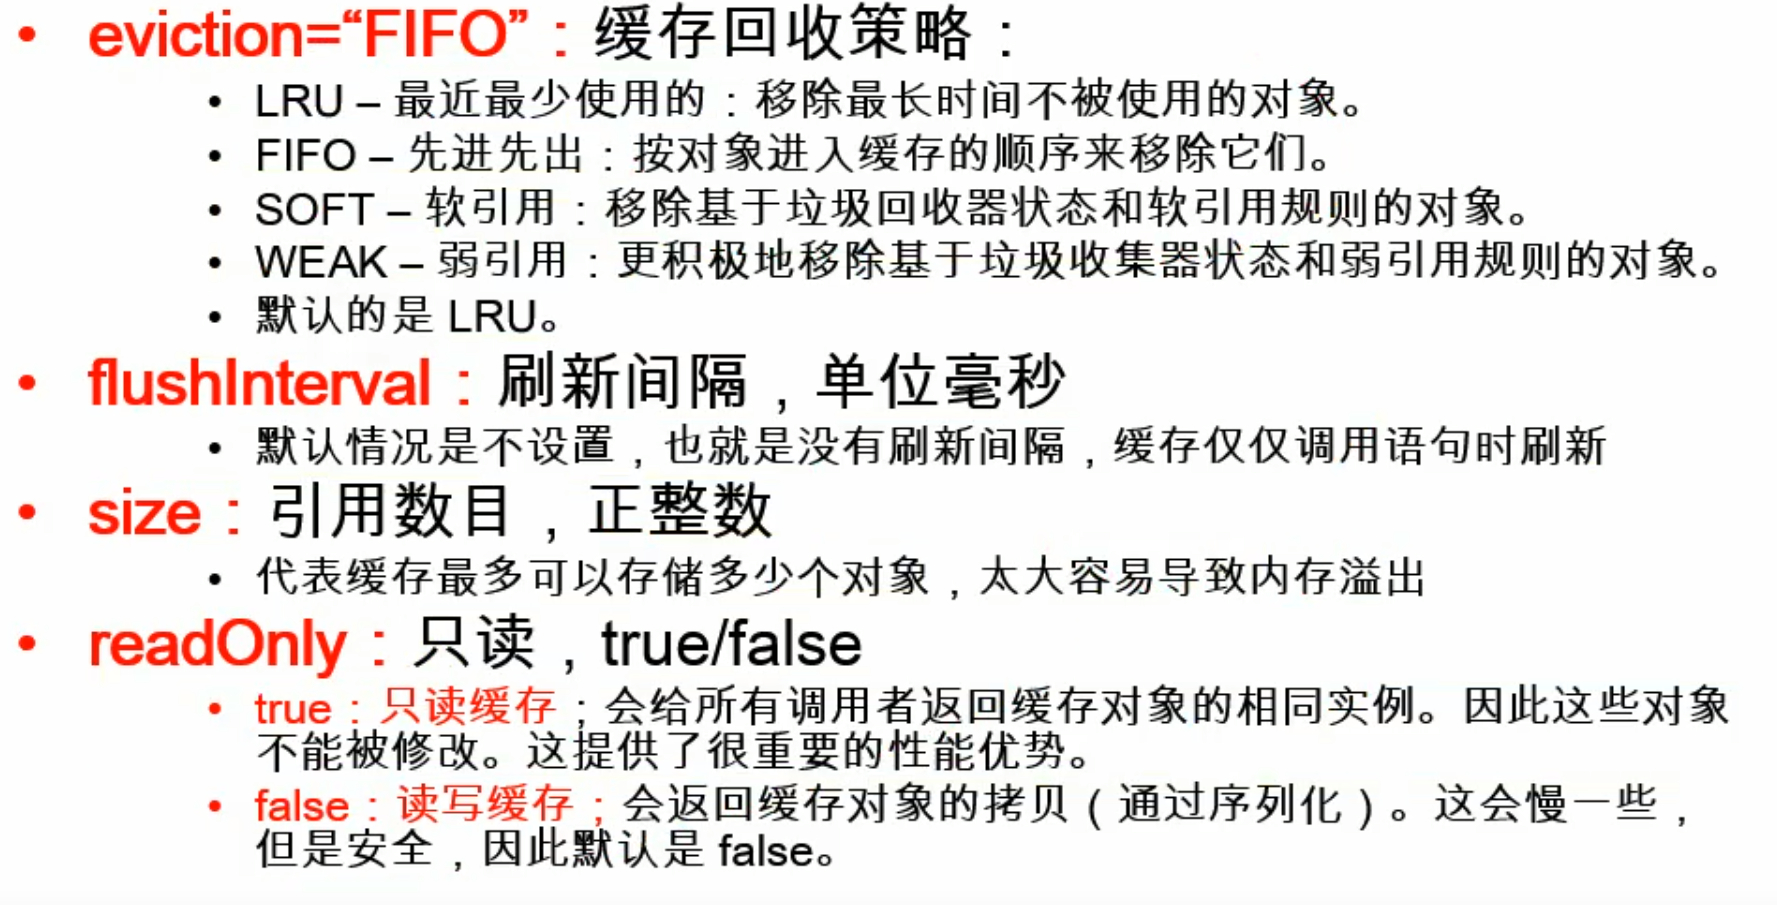 • eviction=“FIFO”：缓存回收策略：
• LRU – 最近最少使用的：移除最长时间不被使用的对象。
• FIFO – 先进先出：按对象进入缓存的顺序来移除它们。
• SOFT – 软引用：移除基于垃圾回收器状态和软引用规则的对象。
• WEAK – 弱引用：更积极地移除基于垃圾收集器状态和弱引用规则的对象。
• 默认的是 LRU。
• flushInterval：刷新间隔，单位毫秒
• 默认情况是不设置，也就是没有刷新间隔，缓存仅仅调用语句时刷新
• size：引用数目，正整数
• 代表缓存最多可以存储多少个对象，太大容易导致内存溢出
• readOnly：只读，true/false
• true：只读缓存；会给所有调用者返回缓存对象的相同实例。因此这些对象
不能被修改。这提供了很重要的性能优势。
• false：读写缓存；会返回缓存对象的拷贝（通过序列化）。这会慢一些，
但是安全，因此默认是 false。